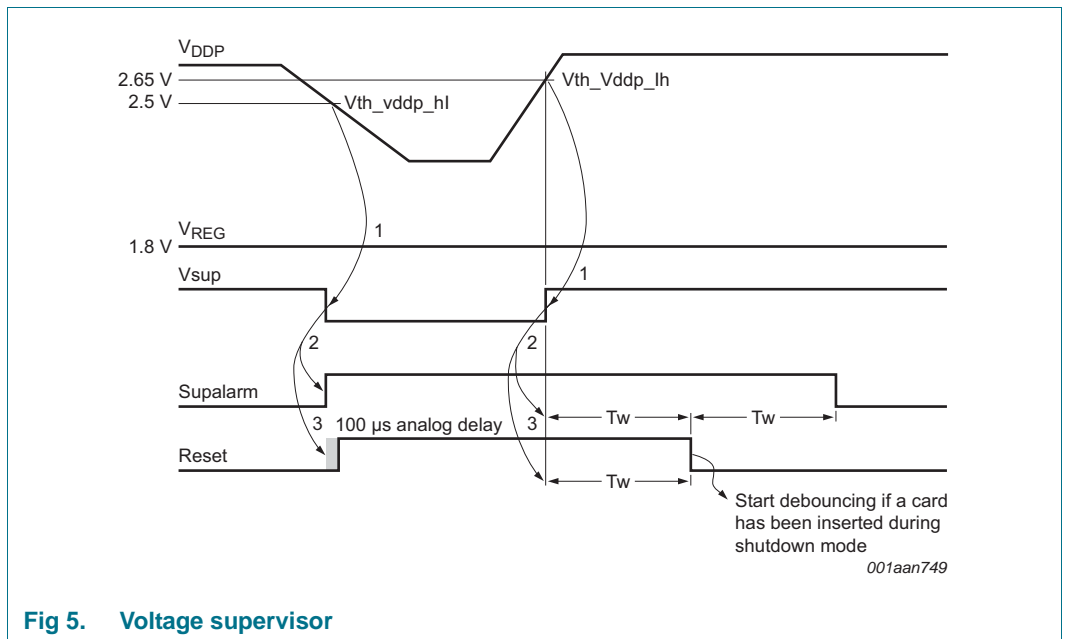 VDDP
2.65 V
Vth_Vddp_lh
2.5 V
Vth_vddp_hl
1
VREG
1.8 V
Vsup
1
2
2
Supalarm
Tw
Tw
3
100 µs analog delay
3
Reset
Tw
Start debouncing if a card
has been inserted during
shutdown mode
001aan749
Fig 5. Voltage supervisor